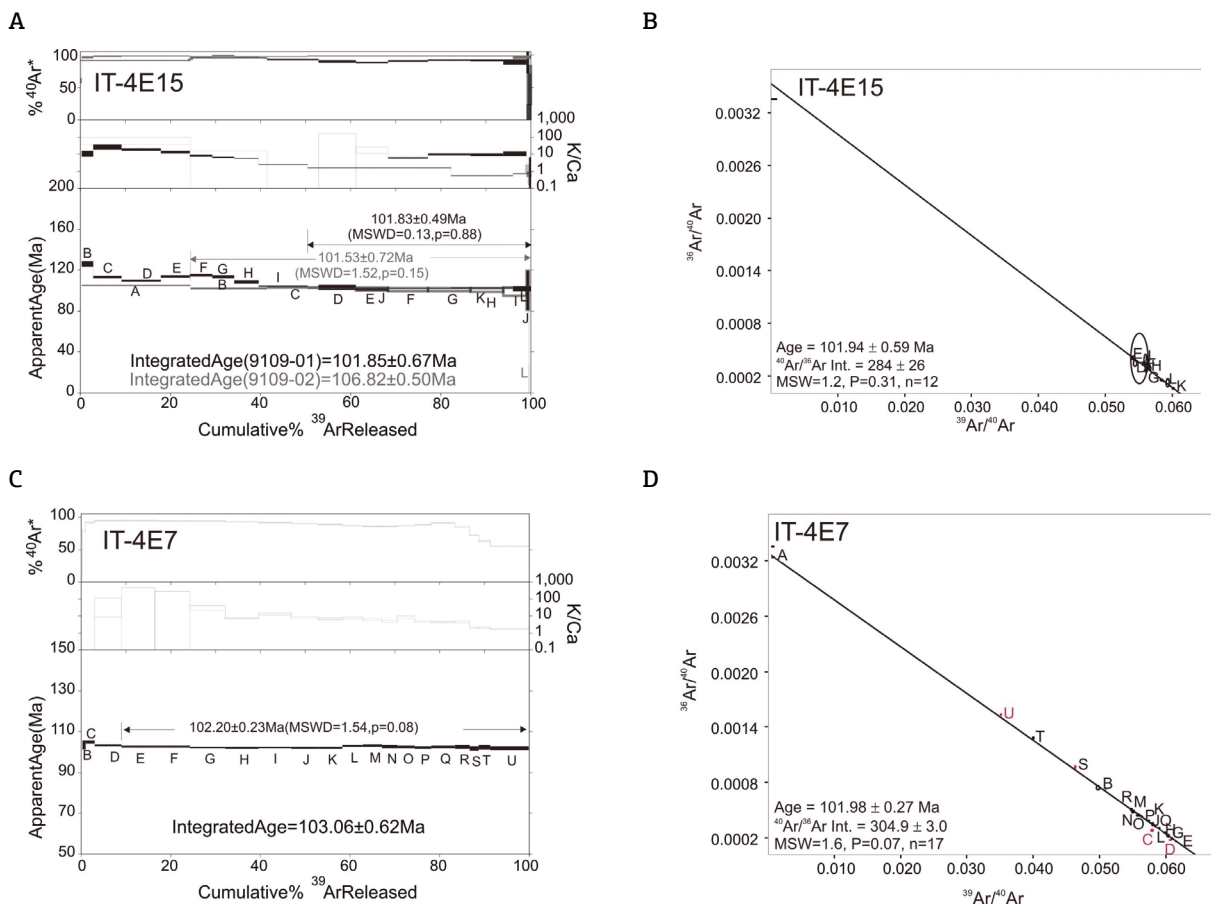 A
%⁴⁰Ar*
100
50
0
IT-4E15
1,000
100
10
1
0.1
K/Ca
200
160
120
80
40
0
ApparentAge(Ma)
101.83±0.49Ma
(MSWD=0.13,p=0.88)
101.53±0.72Ma
(MSWD=1.52,p=0.15)
B
C
D
E
F
G
H
I
A
B
C
D
E
J
F
G
K
H
I
L
J
L
IntegratedAge(9109-01)=101.85±0.67Ma
IntegratedAge(9109-02)=106.82±0.50Ma
0
20
40
60
80
100
Cumulative% ³⁹ArReleased
B
IT-4E15
0.0032
0.0026
0.0020
0.0014
0.0008
0.0002
³⁶Ar/⁴⁰Ar
E
H
G
K
Age = 101.94 ± 0.59 Ma
⁴⁰Ar/³⁶Ar Int. = 284 ± 26
MSW=1.2, P=0.31, n=12
0.010
0.020
0.030
0.040
0.050
0.060
³⁹Ar/⁴⁰Ar
C
%⁴⁰Ar*
100
50
0
IT-4E7
1,000
100
10
1
0.1
K/Ca
150
130
110
90
70
50
ApparentAge(Ma)
102.20±0.23Ma(MSWD=1.54,p=0.08)
C
B
D
E
F
G
H
I
J
K
L
M
N
O
P
Q
R
S
T
U
IntegratedAge=103.06±0.62Ma
0
20
40
60
80
100
Cumulative% ³⁹ArReleased
D
IT-4E7
0.0032
0.0026
0.0020
0.0014
0.0008
0.0002
³⁶Ar/⁴⁰Ar
A
U
T
S
B
R
M
K
N
O
P
J
Q
H
G
E
L
C
D
Age = 101.98 ± 0.27 Ma
⁴⁰Ar/³⁶Ar Int. = 304.9 ± 3.0
MSW=1.6, P=0.07, n=17
0.010
0.020
0.030
0.040
0.050
0.060
³⁹Ar/⁴⁰Ar